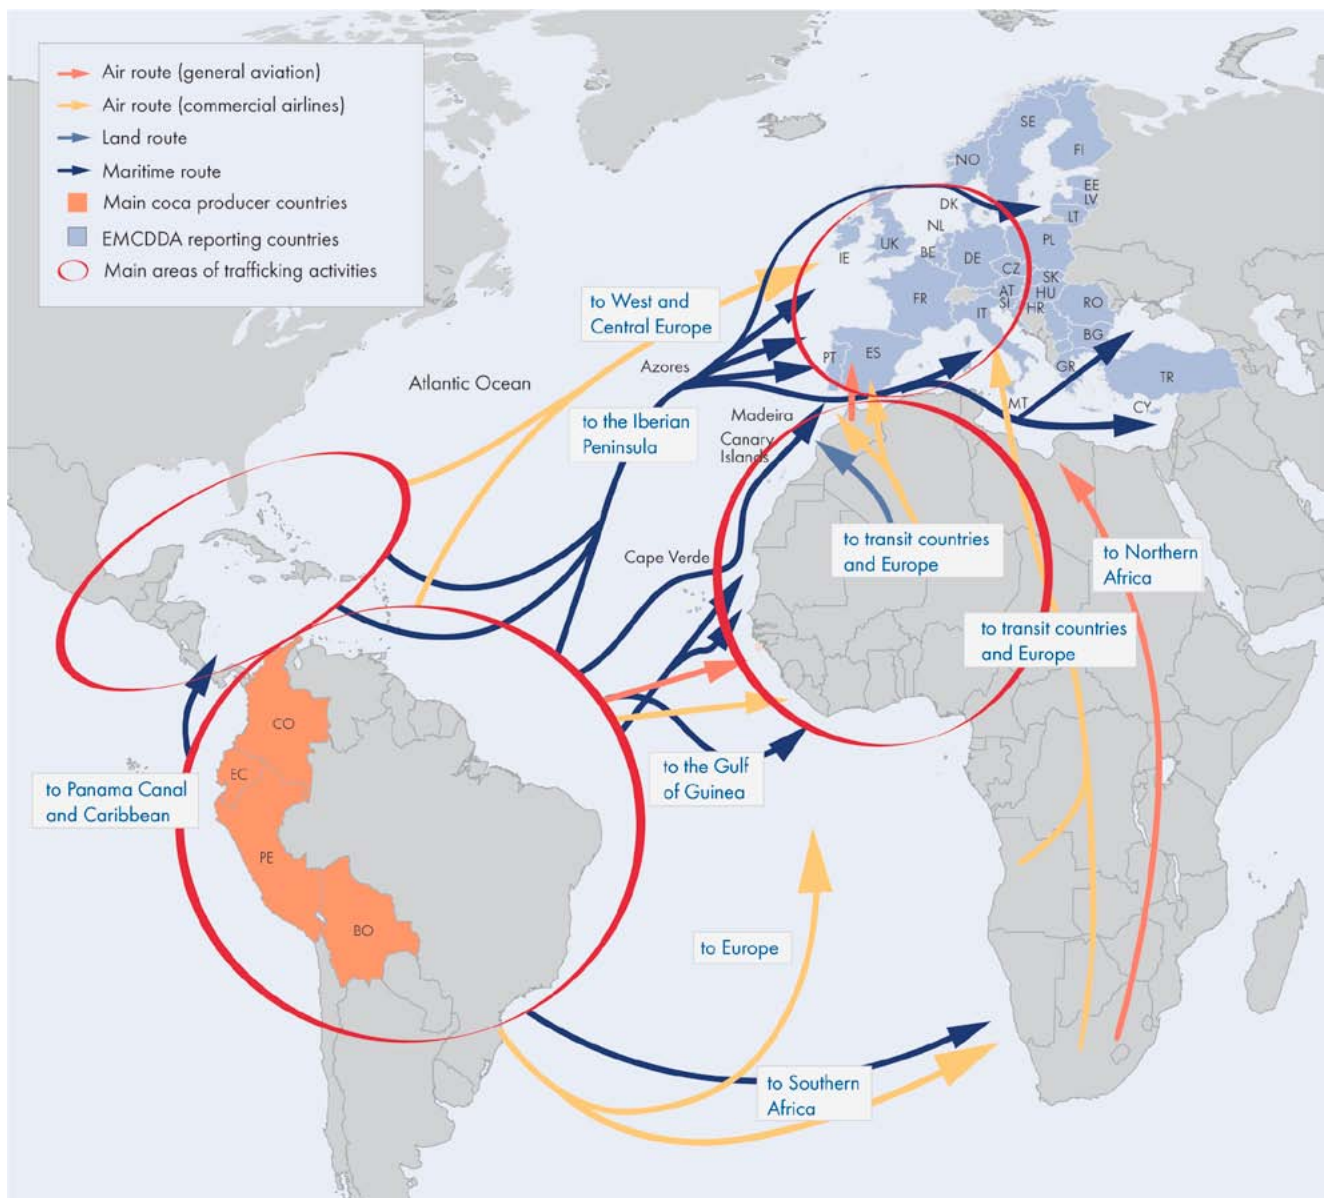 Air route (general aviation)
Air route (commercial airlines)
Land route
Maritime route
Main coca producer countries
EMCDDA reporting countries
Main areas of trafficking activities
SE
FI
NO
EE
LV
DK
LT
NL
IE
UK
BE
DE
PL
CZ
SK
AT
HU
SI
HR
FR
RO
IT
BG
PT
ES
GR
TR
MT
CY
to West and
Central Europe
Azores
Atlantic Ocean
Madeira
to the Iberian
Peninsula
Canary
Islands
Cape Verde
to transit countries
and Europe
to Northern
Africa
to transit countries
and Europe
CO
EC
PE
BO
to Panama Canal
and Caribbean
to the Gulf
of Guinea
to Europe
to Southern
Africa